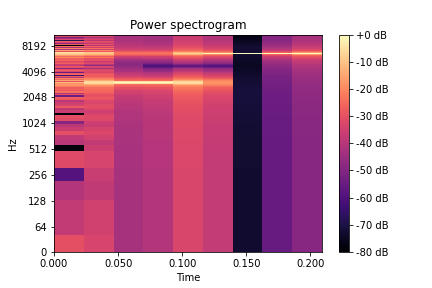 Power spectrogram
8192
4096
2048
1024
512
256
128
64
0
Hz
0.000 0.050 0.100 0.150 0.200
Time
+0 dB
-10 dB
-20 dB
-30 dB
-40 dB
-50 dB
-60 dB
-70 dB
-80 dB